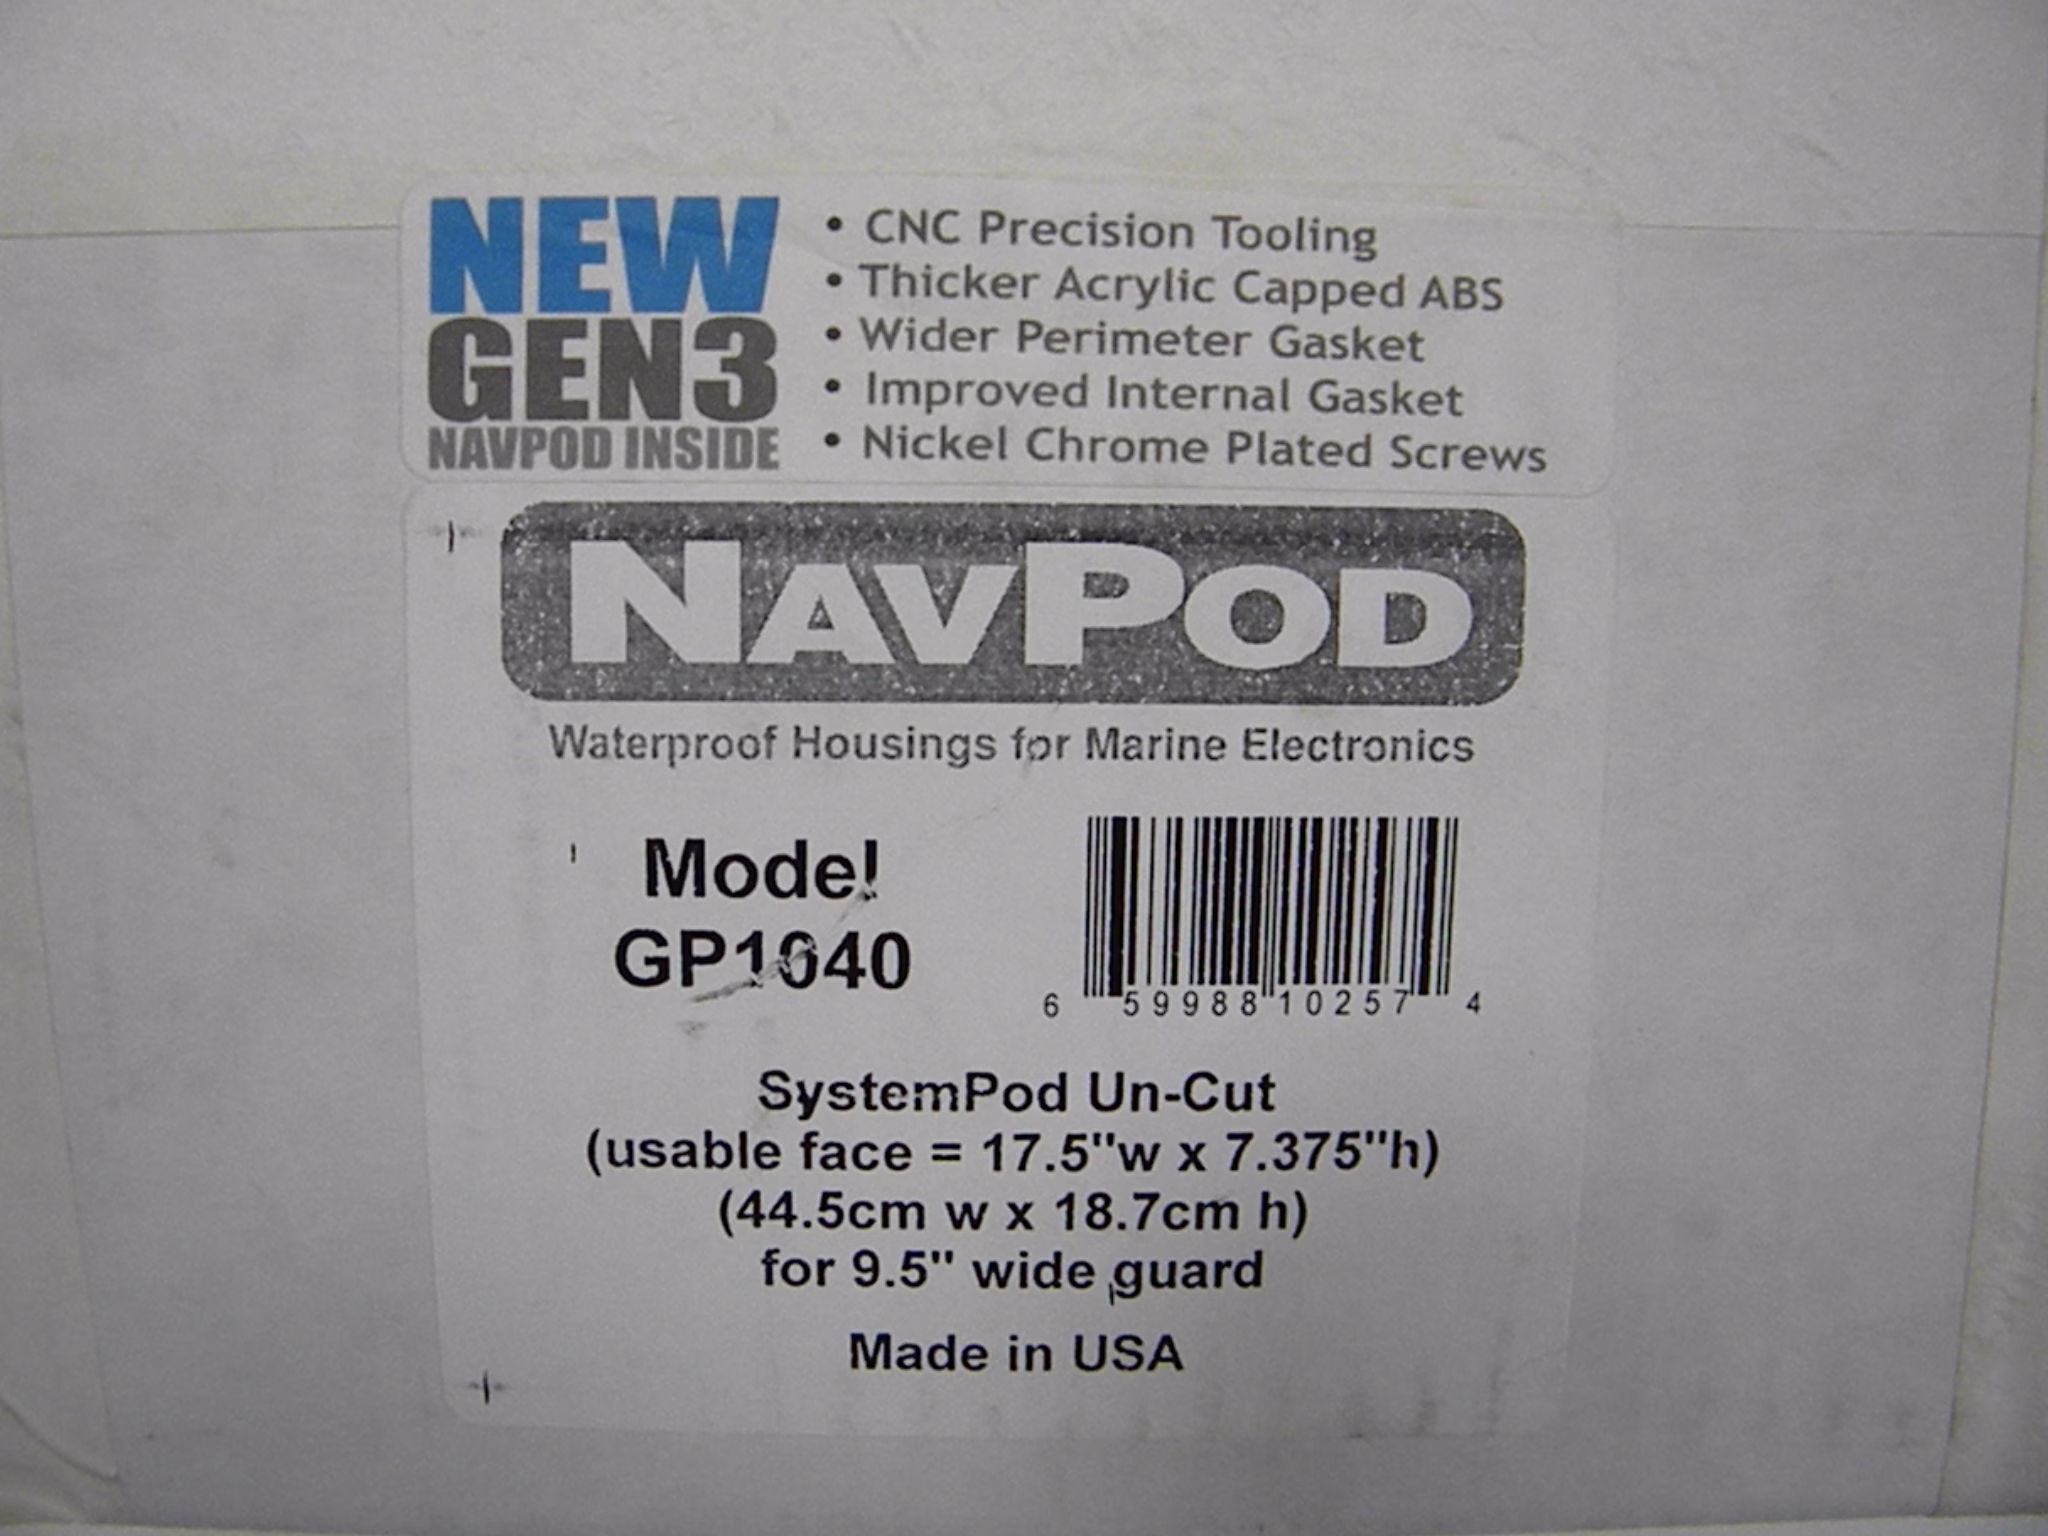 NEW
GEN3
NAVPOD INSIDE
• CNC Precision Tooling
• Thicker Acrylic Capped ABS
• Wider Perimeter Gasket
• Improved Internal Gasket
• Nickel Chrome Plated Screws
NAVPOD
Waterproof Housings for Marine Electronics
Model
GP1040
6 59988 10257 4
SystemPod Un-Cut
(usable face = 17.5"w x 7.375"h)
(44.5cm w x 18.7cm h)
for 9.5" wide guard
Made in USA